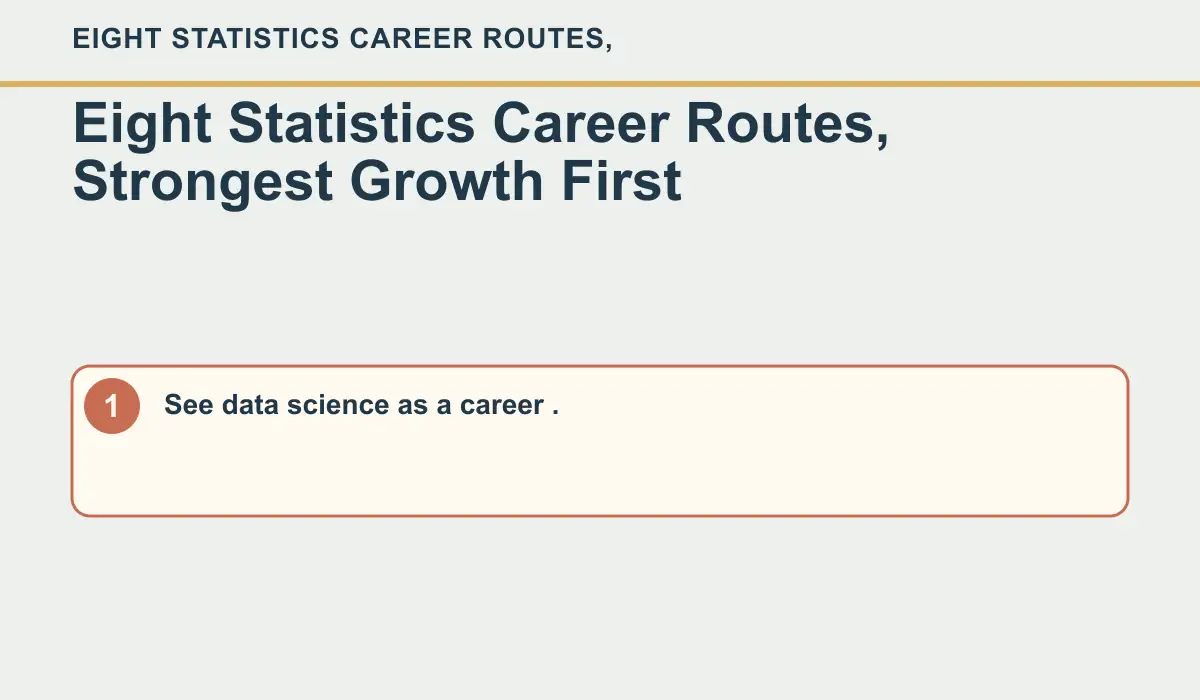 EIGHT STATISTICS CAREER ROUTES,
Eight Statistics Career Routes,
Strongest Growth First
1
See data science as a career .